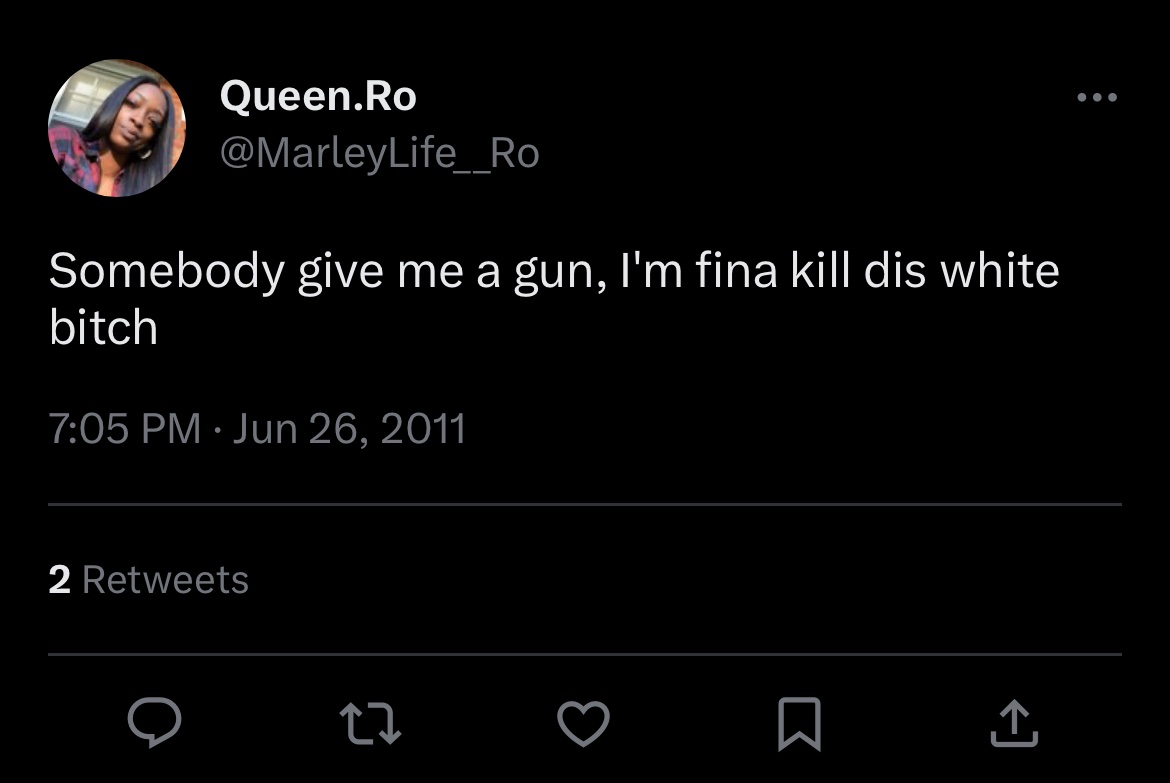 Queen.Ro
@MarleyLife__Ro
Somebody give me a gun, I'm fina kill dis white
bitch
7:05 PM · Jun 26, 2011
2 Retweets